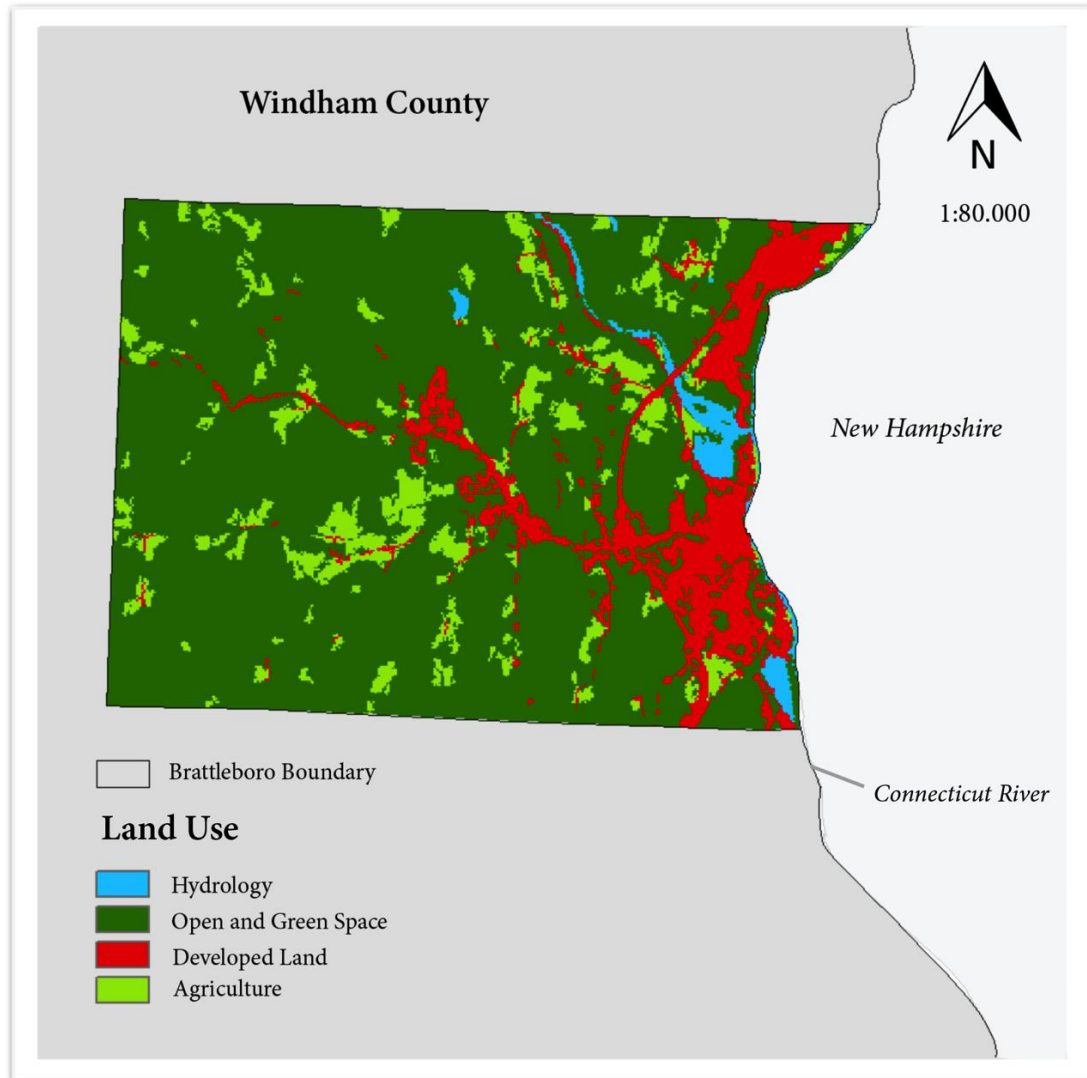 Windham County
N
1:80.000
New Hampshire
Connecticut River
Brattleboro Boundary
Land Use
Hydrology
Open and Green Space
Developed Land
Agriculture